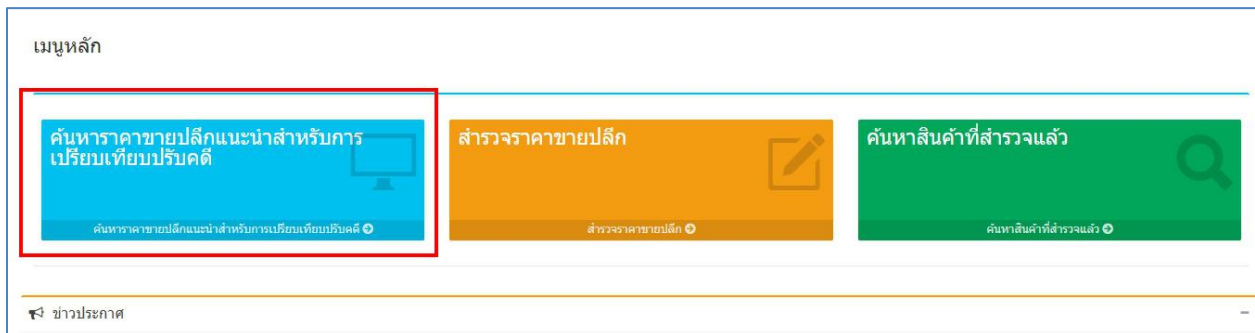 เมนูหลัก
ค้นหาราคาขายปลีกแนะนำสำหรับการ
เปรียบเทียบปรับคดี
ค้นหาราคาขายปลีกแนะนำสำหรับการเปรียบเทียบปรับคดี
สำรวจราคาขายปลีก
สำรวจราคาขายปลีก
ค้นหาสินค้าที่สำรวจแล้ว
ค้นหาสินค้าที่สำรวจแล้ว
ข่าวประกาศ